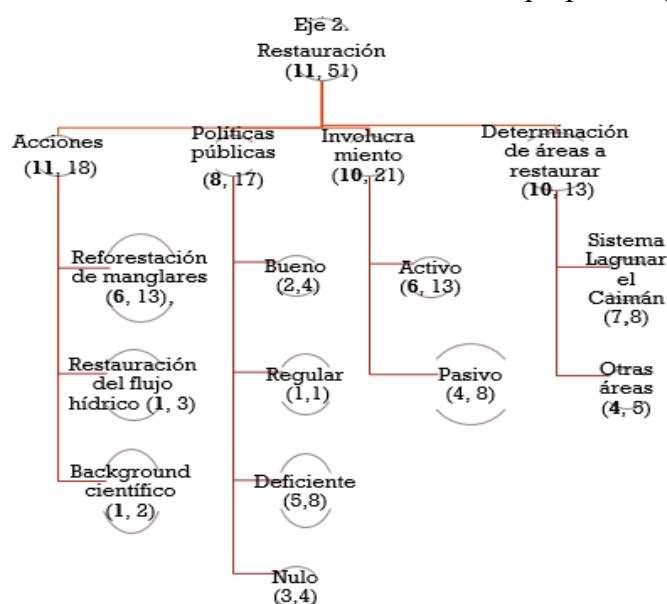 Eje 2.
Restauración
(11, 51)
Acciones
(11, 18)
Reforestación
de manglares
(6, 13),
Restauración
del flujo
hídrico (1, 3)
Background
científico
(1, 2)
Políticas
públicas
(8, 17)
Bueno
(2,4)
Regular
(1,1)
Deficiente
(5,8)
Nulo
(3,4)
Involucra
miento
(10, 21)
Activo
(6, 13)
Pasivo
(4, 8)
Determinación
de áreas a
restaurar
(10, 13)
Sistema
Lagunar
el
Caimán
(7,8)
Otras
áreas
(4, 5)